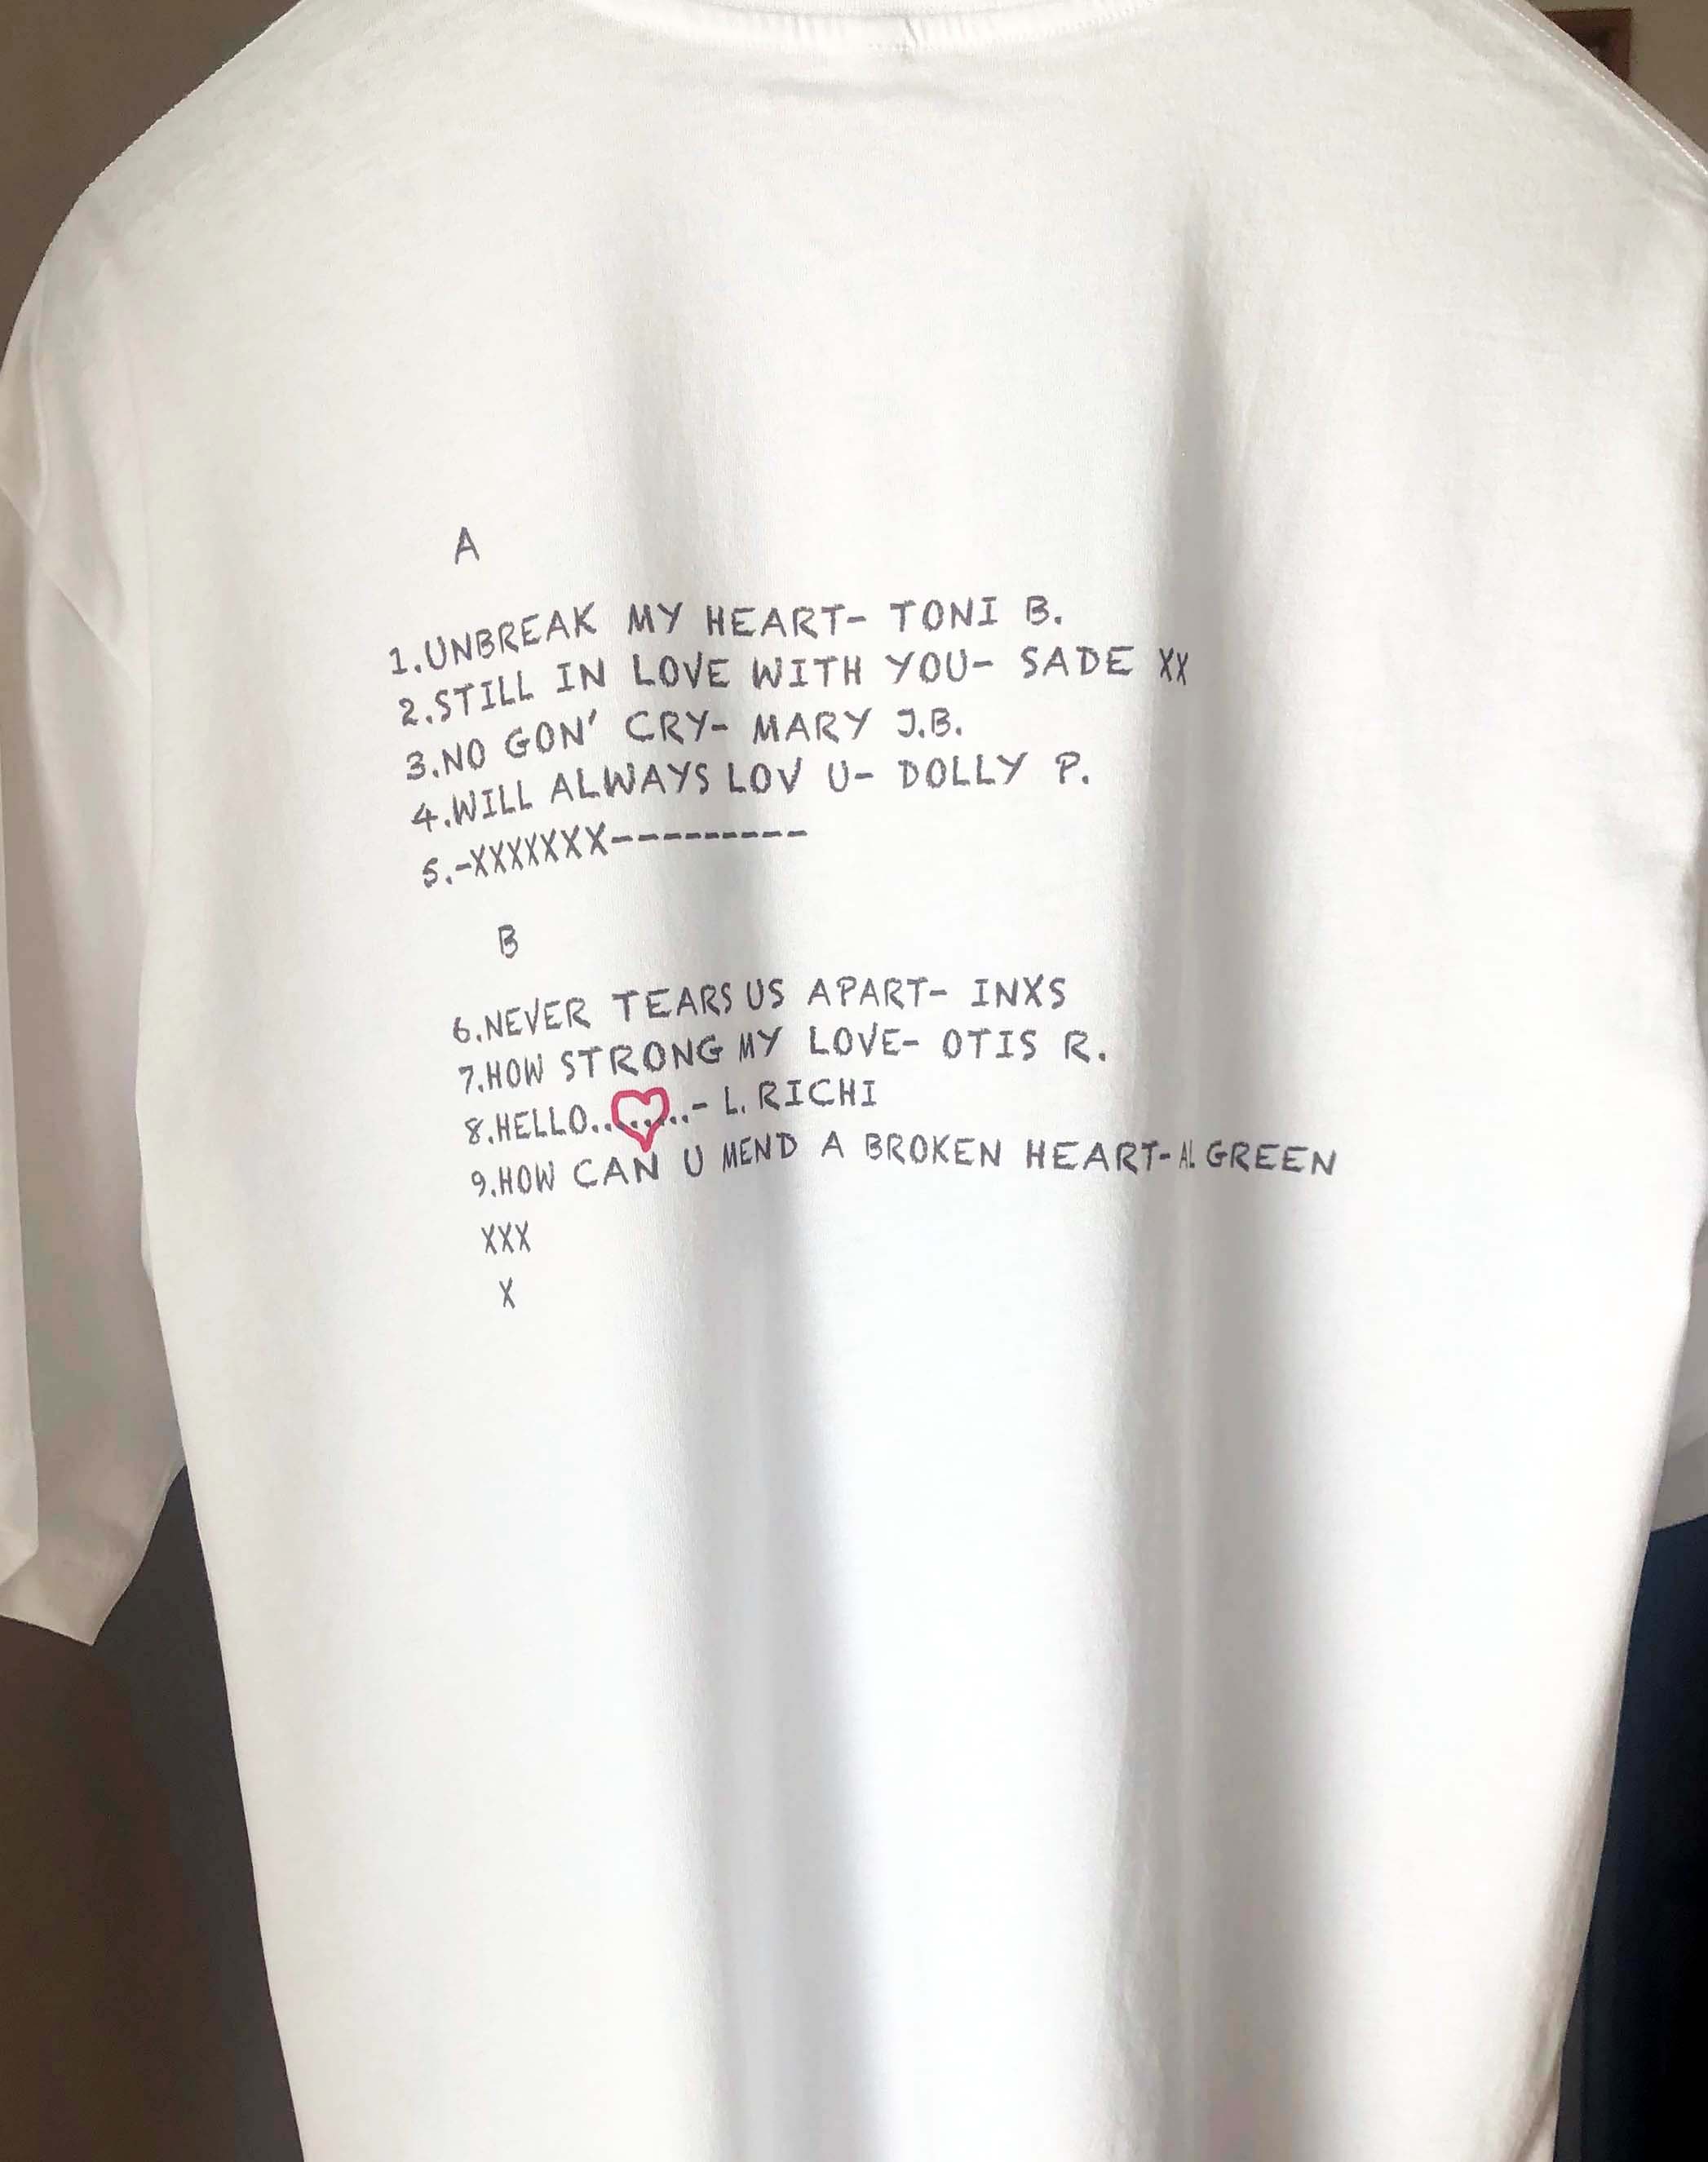 A
1.UNBREAK MY HEART- TONI B.
2.STILL IN LOVE WITH YOU- SADE XX
3.NO GON' CRY- MARY J.B.
4.WILL ALWAYS LOV U- DOLLY P.
5.-XXXXXXX---------
B
6.NEVER TEARS US APART- INXS
7.HOW STRONG MY LOVE- OTIS R.
8.HELLO........- L. RICHI
9.HOW CAN U MEND A BROKEN HEART- AL GREEN
XXX
X